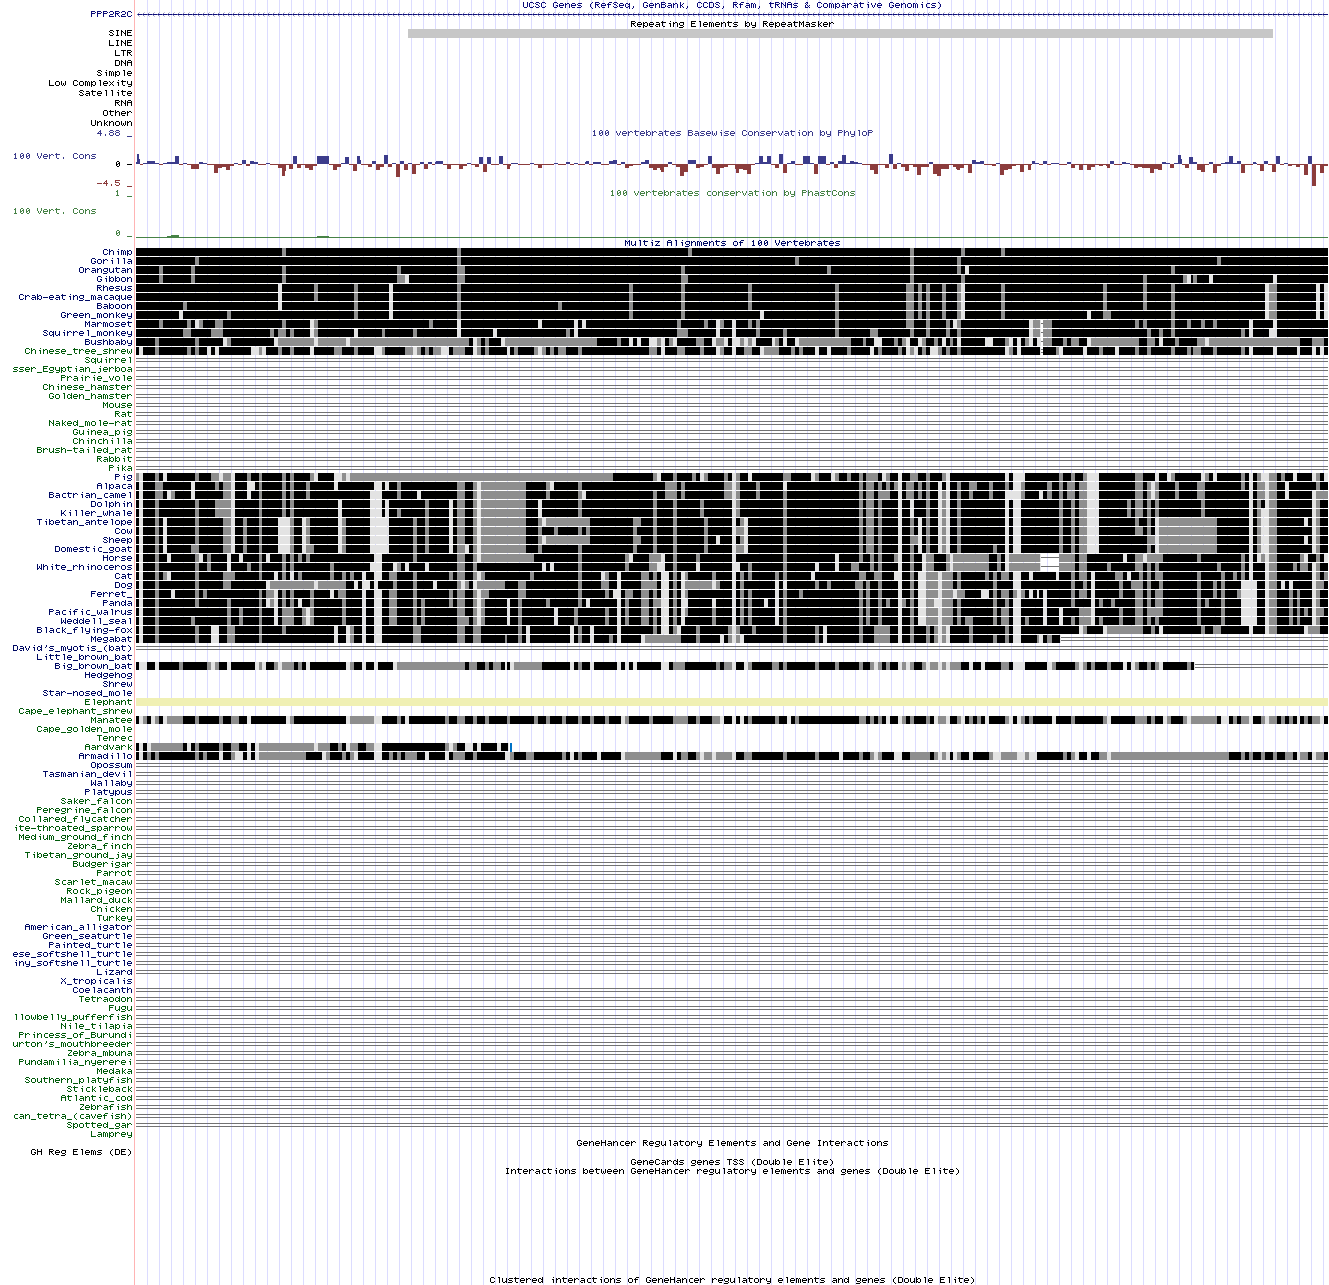 UCSC Genes (RefSeq, GenBank, CCDS, Rfam, tRNAs & Comparative Genomics)
PPP2R2C
Repeating Elements by RepeatMasker
SINE
LINE
LTR
DNA
Simple
Low Complexity
Satellite
RNA
Other
Unknown
4.88 _
100 vertebrates Basewise Conservation by PhyloP
100 Vert. Cons
0 _
-4.5 _
100 vertebrates conservation by PhastCons
1 _
100 Vert. Cons
0 _
Multiz Alignments of 100 Vertebrates
Chimp
Gorilla
Orangutan
Gibbon
Rhesus
Crab-eating_macaque
Baboon
Green_monkey
Marmoset
Squirrel_monkey
Bushbaby
Chinese_tree_shrew
Squirrel
sser_Egyptian_jerboa
Prairie_vole
Chinese_hamster
Golden_hamster
Mouse
Rat
Naked_mole-rat
Guinea_pig
Chinchilla
Brush-tailed_rat
Rabbit
Pika
Pig
Alpaca
Bactrian_camel
Dolphin
Killer_whale
Tibetan_antelope
Cow
Sheep
Domestic_goat
Horse
White_rhinoceros
Cat
Dog
Ferret_
Panda
Pacific_walrus
Weddell_seal
Black_flying-fox
Megabat
David's_myotis_(bat)
Little_brown_bat
Big_brown_bat
Hedgehog
Shrew
Star-nosed_mole
Elephant
Cape_elephant_shrew
Manatee
Cape_golden_mole
Tenrec
Aardvark
Armadillo
Opossum
Tasmanian_devil
Wallaby
Platypus
Saker_falcon
Peregrine_falcon
Collared_flycatcher
ite-throated_sparrow
Medium_ground_finch
Zebra_finch
Tibetan_ground_jay
Budgerigar
Parrot
Scarlet_macaw
Rock_pigeon
Mallard_duck
Chicken
Turkey
American_alligator
Green_seaturtle
Painted_turtle
ese_softshell_turtle
iny_softshell_turtle
Lizard
X_tropicalis
Coelacanth
Tetraodon
Fugu
llowbelly_pufferfish
Nile_tilapia
Princess_of_Burundi
urton's_mouthbreeder
Zebra_mbuna
Pundamilia_nyererei
Medaka
Southern_platyfish
Stickleback
Atlantic_cod
Zebrafish
can_tetra_(cavefish)
Spotted_gar
Lamprey
GeneHancer Regulatory Elements and Gene Interactions
GH Reg Elems (DE)
GeneCards genes TSS (Double Elite)
Interactions between GeneHancer regulatory elements and genes (Double Elite)
Clustered interactions of GeneHancer regulatory elements and genes (Double Elite)